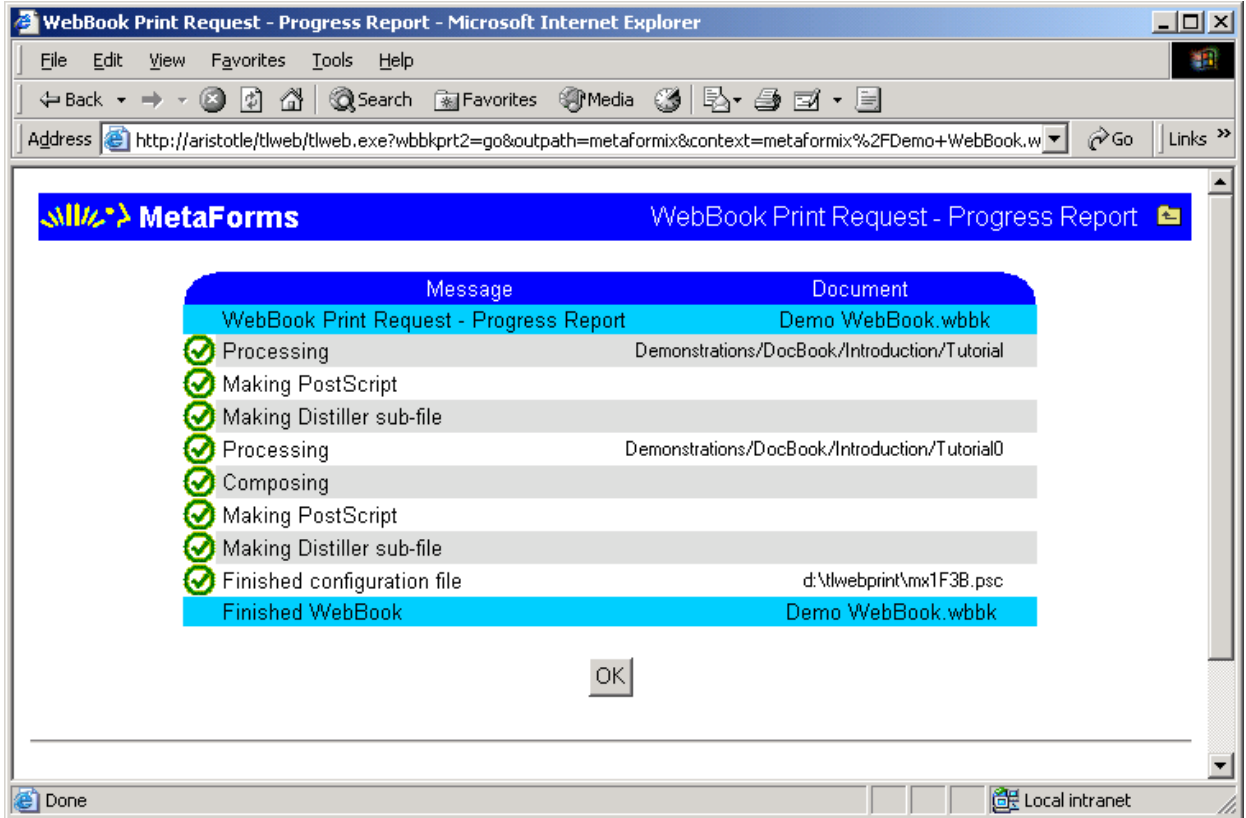 WebBook Print Request - Progress Report - Microsoft Internet Explorer
File Edit View Favorites Tools Help
Back Search Favorites Media
Address http://aristotle/tlweb/tlweb.exe?wbbkprt2=go&outpath=metaformix&context=metaformix%2FDemo+WebBook.w Go Links »
MetaForms WebBook Print Request - Progress Report
Message Document
WebBook Print Request - Progress Report Demo WebBook.wbbk
Processing Demonstrations/DocBook/Introduction/Tutorial
Making PostScript
Making Distiller sub-file
Processing Demonstrations/DocBook/Introduction/Tutorial0
Composing
Making PostScript
Making Distiller sub-file
Finished configuration file d:\tlwebprint\mx1F3B.psc
Finished WebBook Demo WebBook.wbbk
OK
Done Local intranet